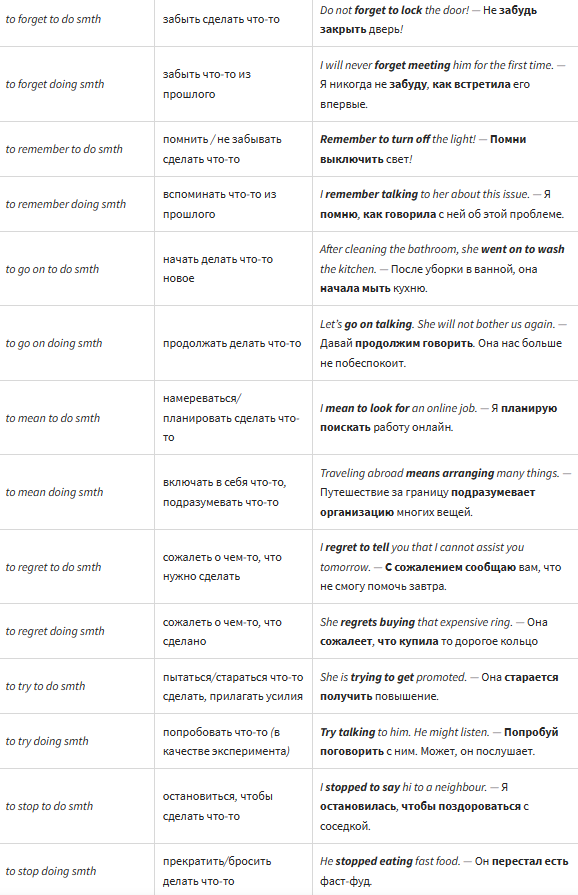 to forget to do smth
забыть сделать что-то
Do not forget to lock the door! — Не забудь
закрыть дверь!
to forget doing smth
забыть что-то из
прошлого
I will never forget meeting him for the first time. —
Я никогда не забуду, как встретила его
впервые.
to remember to do smth
помнить / не забывать
сделать что-то
Remember to turn off the light! — Помни
выключить свет!
to remember doing smth
вспоминать что-то из
прошлого
I remember talking to her about this issue. — Я
помню, как говорила с ней об этой проблеме.
to go on to do smth
начать делать что-то
новое
After cleaning the bathroom, she went on to wash
the kitchen. — После уборки в ванной, она
начала мыть кухню.
to go on doing smth
продолжать делать что-то
Let's go on talking. She will not bother us again. —
Давай продолжим говорить. Она нас больше
не побеспокоит.
to mean to do smth
намереваться/
планировать сделать что-
то
I mean to look for an online job. — Я планирую
поискать работу онлайн.
to mean doing smth
включать в себя что-то,
подразумевать что-то
Traveling abroad means arranging many things. —
Путешествие за границу подразумевает
организацию многих вещей.
to regret to do smth
сожалеть о чем-то, что
нужно сделать
I regret to tell you that I cannot assist you
tomorrow. — С сожалением сообщаю вам, что
не смогу помочь завтра.
to regret doing smth
сожалеть о чем-то, что
сделано
She regrets buying that expensive ring. — Она
сожалеет, что купила то дорогое кольцо
to try to do smth
пытаться/стараться что-то
сделать, прилагать усилия
She is trying to get promoted. — Она старается
получить повышение.
to try doing smth
попробовать что-то (в
качестве эксперимента)
Try talking to him. He might listen. — Попробуй
поговорить с ним. Может, он послушает.
to stop to do smth
остановиться, чтобы
сделать что-то
I stopped to say hi to a neighbour. — Я
остановилась, чтобы поздороваться с
соседкой.
to stop doing smth
прекратить/бросить
делать что-то
He stopped eating fast food. — Он перестал есть
фаст-фуд.